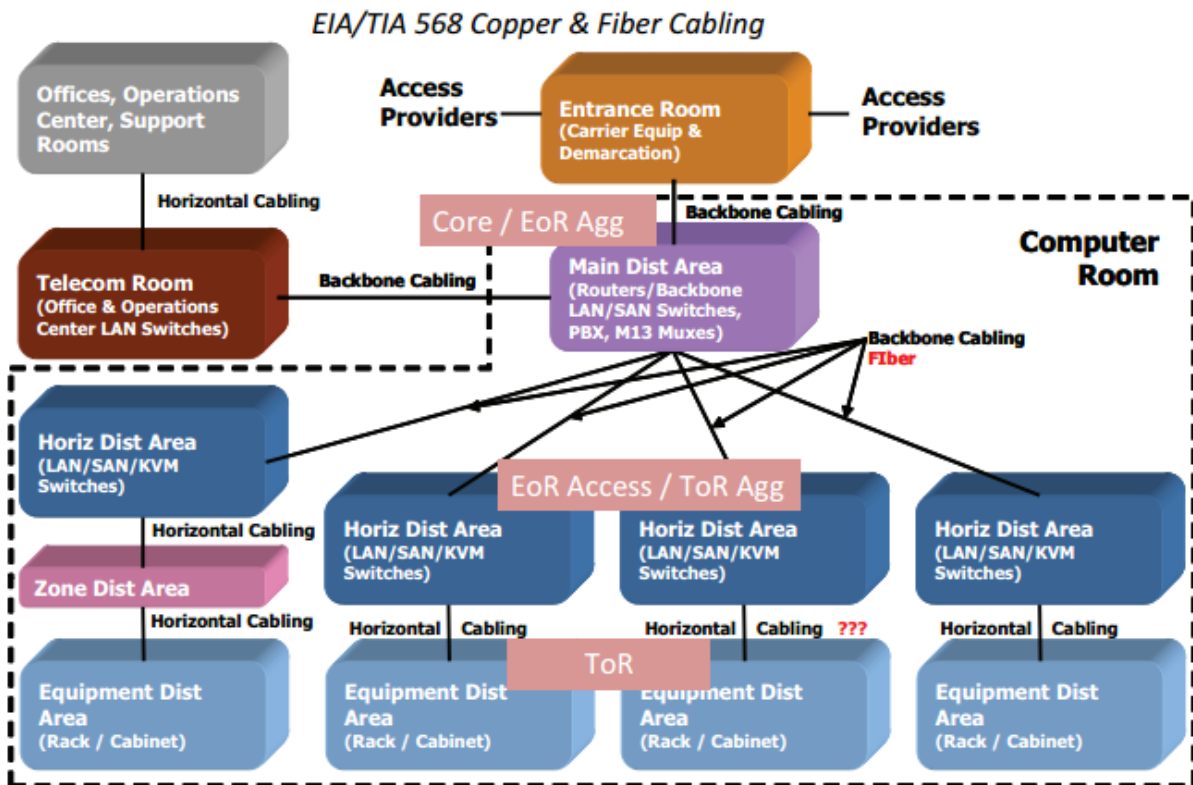 EIA/TIA 568 Copper & Fiber Cabling
Offices, Operations
Center, Support
Rooms
Access
Providers
Entrance Room
(Carrier Equip &
Demarcation)
Access
Providers
Horizontal Cabling
Core / EoR Agg
Backbone Cabling
Computer
Room
Telecom Room
(Office & Operations
Center LAN Switches)
Backbone Cabling
Main Dist Area
(Routers/Backbone
LAN/SAN Switches,
PBX, M13 Muxes)
Backbone Cabling
FIber
Horiz Dist Area
(LAN/SAN/KVM
Switches)
EoR Access / ToR Agg
Horizontal Cabling
Horiz Dist Area
(LAN/SAN/KVM
Switches)
Horiz Dist Area
(LAN/SAN/KVM
Switches)
Horiz Dist Area
(LAN/SAN/KVM
Switches)
Zone Dist Area
Horizontal Cabling
Horizontal Cabling
Horizontal Cabling ???
Horizontal Cabling
ToR
Equipment Dist
Area
(Rack / Cabinet)
Equipment Dist
Area
(Rack / Cabinet)
Equipment Dist
Area
(Rack / Cabinet)
Equipment Dist
Area
(Rack / Cabinet)